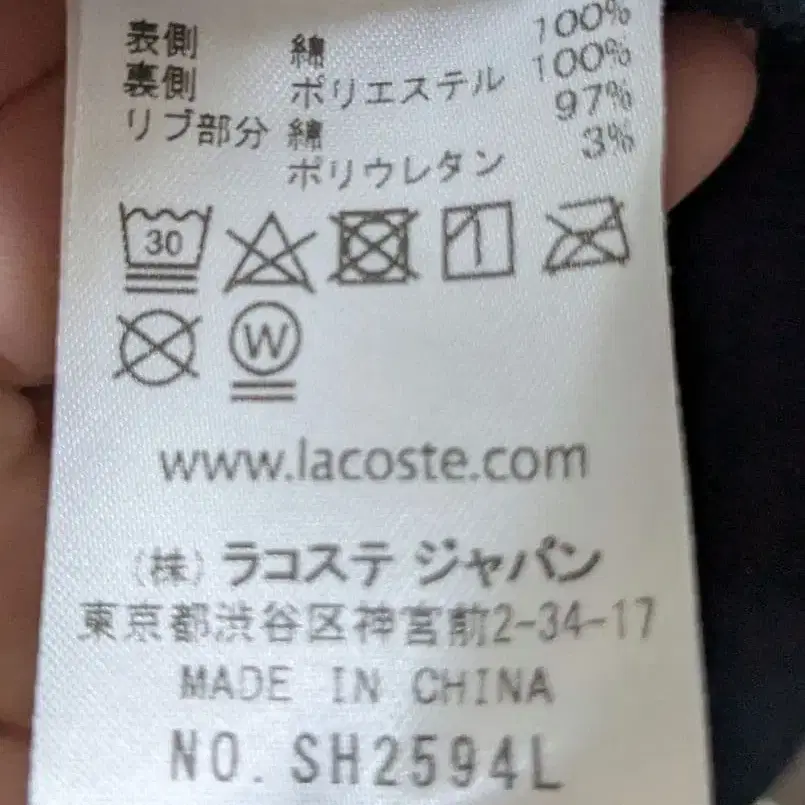 表側 綿 100%
裏側 ポリエステル 100%
リブ部分 綿 97%
ポリウレタン 3%
30
W
www.lacoste.com
(株) ラコステ ジャパン
東京都渋谷区神宮前2-34-17
MADE IN CHINA
NO. SH2594L